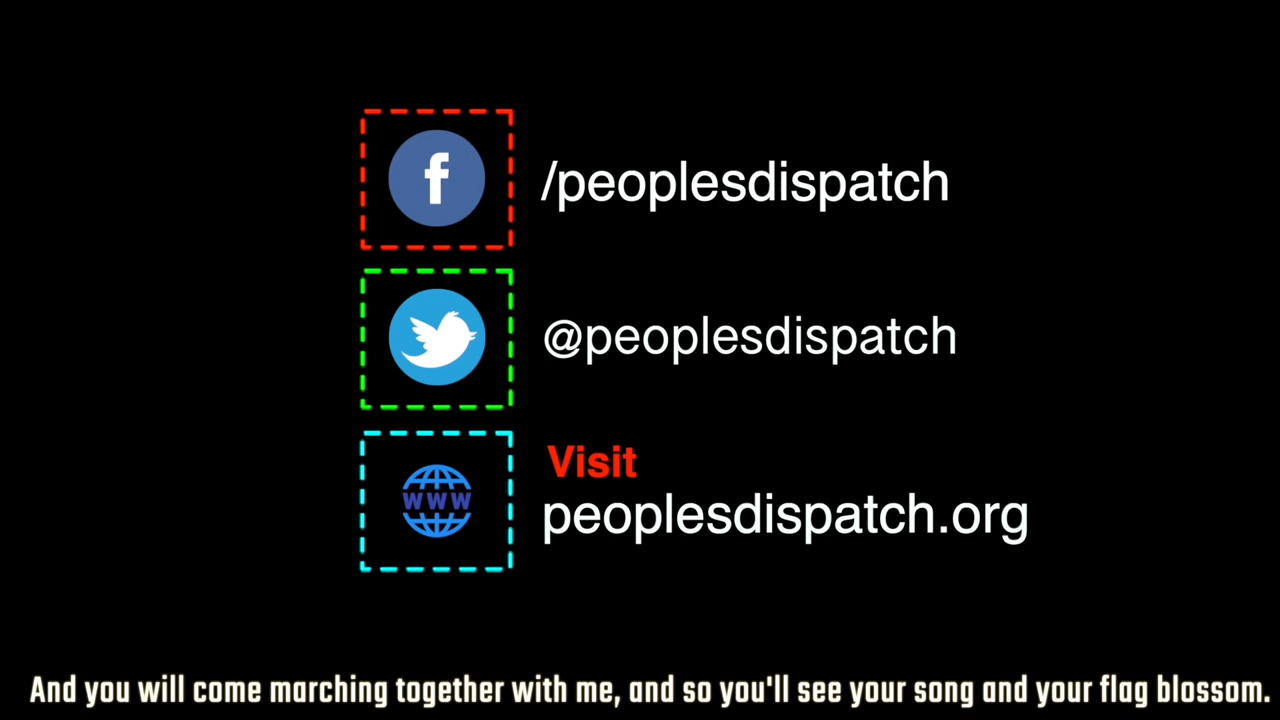 f
/peoplesdispatch
@peoplesdispatch
Visit
WWW
peoplesdispatch.org
And you will come marching together with me, and so you'll see your song and your flag blossom.